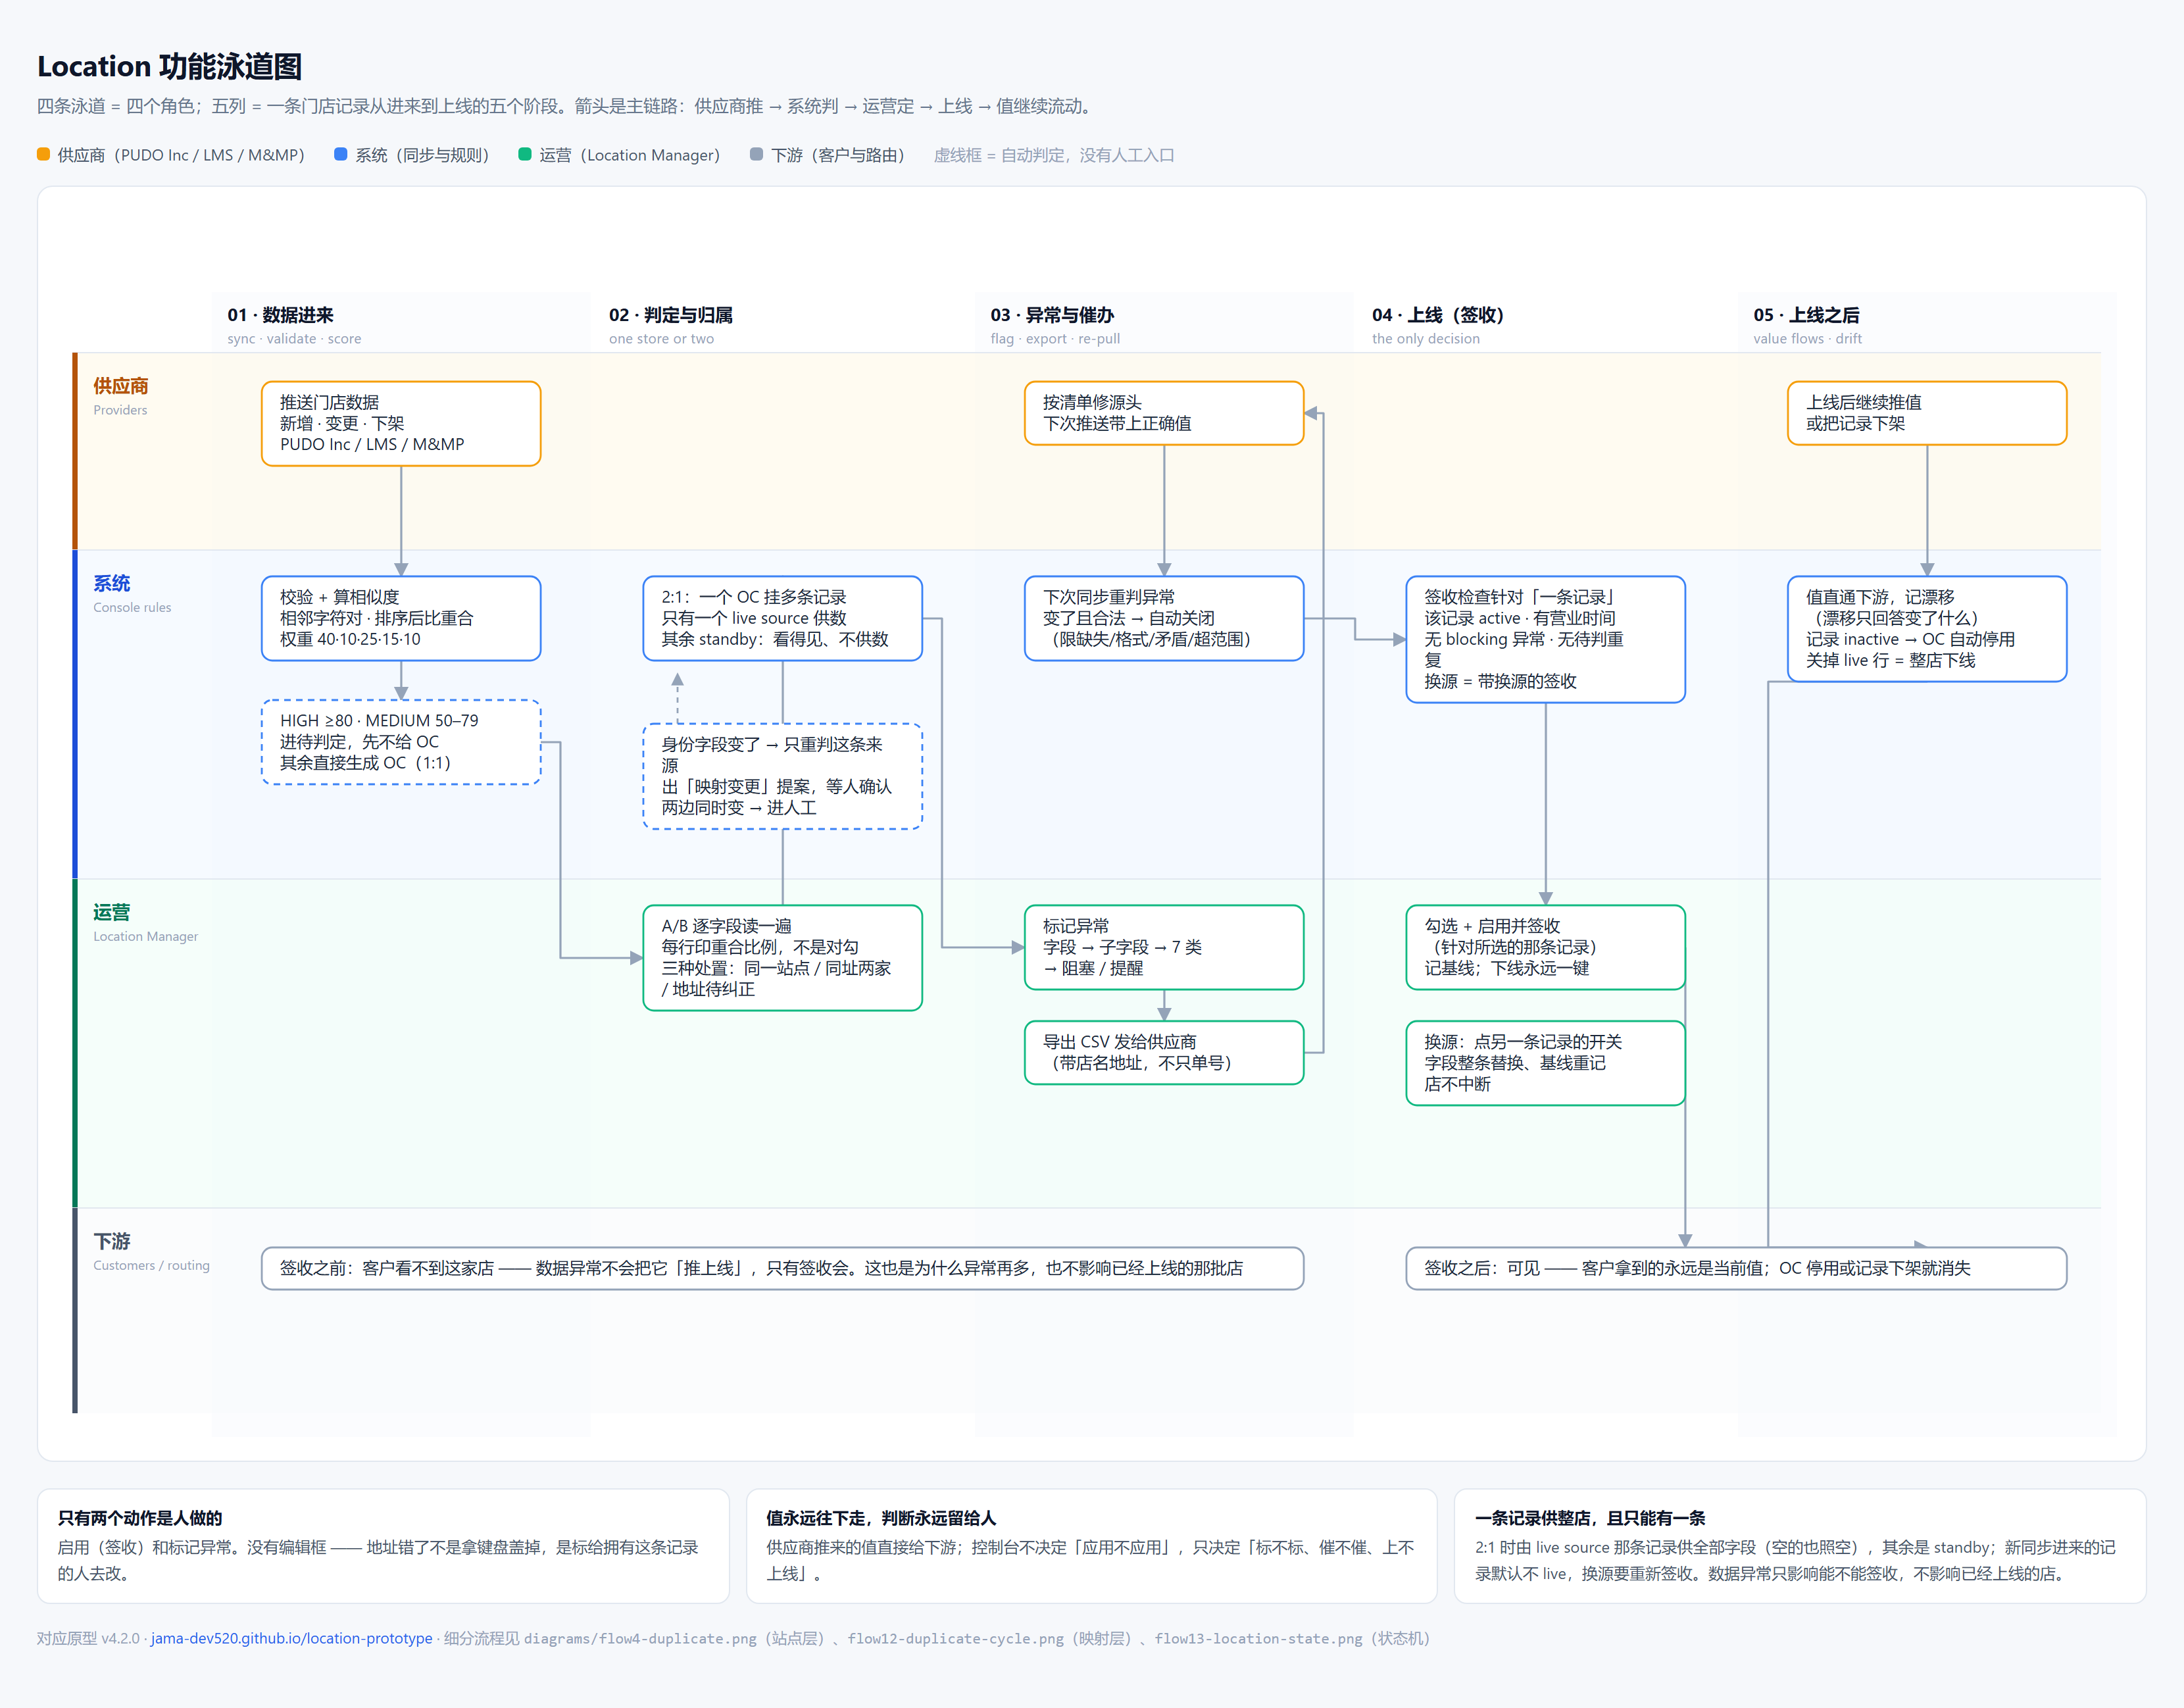 Location 功能泳道图
四条泳道 = 四个角色；五列 = 一条门店记录从进来到上线的五个阶段。箭头是主链路：供应商推 → 系统判 → 运营定 → 上线 → 值继续流动。
供应商（PUDO Inc / LMS / M&MP）
系统（同步与规则）
运营（Location Manager）
下游（客户与路由）
虚线框 = 自动判定，没有人工入口
01 · 数据进来
sync · validate · score
02 · 判定与归属
one store or two
03 · 异常与催办
flag · export · re-pull
04 · 上线（签收）
the only decision
05 · 上线之后
value flows · drift
供应商
Providers
推送门店数据
新增 · 变更 · 下架
PUDO Inc / LMS / M&MP
按清单修源头
下次推送带上正确值
上线后继续推值
或把记录下架
系统
Console rules
校验 + 算相似度
相邻字符对 · 排序后比重合
权重 40·10·25·15·10
HIGH ≥80 · MEDIUM 50–79
进待判定，先不给 OC
其余直接生成 OC（1:1）
2:1：一个 OC 挂多条记录
只有一个 live source 供数
其余 standby：看得见、不供数
身份字段变了 → 只重判这条来
源
出「映射变更」提案，等人确认
两边同时变 → 进人工
下次同步重判异常
变了且合法 → 自动关闭
（限缺失/格式/矛盾/超范围）
签收检查针对「一条记录」
该记录 active · 有营业时间
无 blocking 异常 · 无待判重
复
换源 = 带换源的签收
值直通下游，记漂移
（漂移只回答变了什么）
记录 inactive → OC 自动停用
关掉 live 行 = 整店下线
运营
Location Manager
A/B 逐字段读一遍
每行印重合比例，不是对勾
三种处置：同一站点 / 同址两家
/ 地址待纠正
标记异常
字段 → 子字段 → 7 类
→ 阻塞 / 提醒
导出 CSV 发给供应商
（带店名地址，不只单号）
勾选 + 启用并签收
（针对所选的那条记录）
记基线；下线永远一键
换源：点另一条记录的开关
字段整条替换、基线重记
店不中断
下游
Customers / routing
签收之前：客户看不到这家店 —— 数据异常不会把它「推上线」，只有签收会。这也是为什么异常再多，也不影响已经上线的那批店
签收之后：可见 —— 客户拿到的永远是当前值；OC 停用或记录下架就消失
只有两个动作是人做的
启用（签收）和标记异常。没有编辑框 —— 地址错了不是拿键盘盖掉，是标给拥有这条记录
的人去改。
值永远往下走，判断永远留给人
供应商推来的值直接给下游；控制台不决定「应用不应用」，只决定「标不标、催不催、上不
上线」。
一条记录供整店，且只能有一条
2:1 时由 live source 那条记录供全部字段（空的也照空），其余是 standby；新同步进来的记
录默认不 live，换源要重新签收。数据异常只影响能不能签收，不影响已经上线的店。
对应原型 v4.2.0 · jama-dev520.github.io/location-prototype · 细分流程见 diagrams/flow4-duplicate.png（站点层）、flow12-duplicate-cycle.png（映射层）、flow13-location-state.png（状态机）